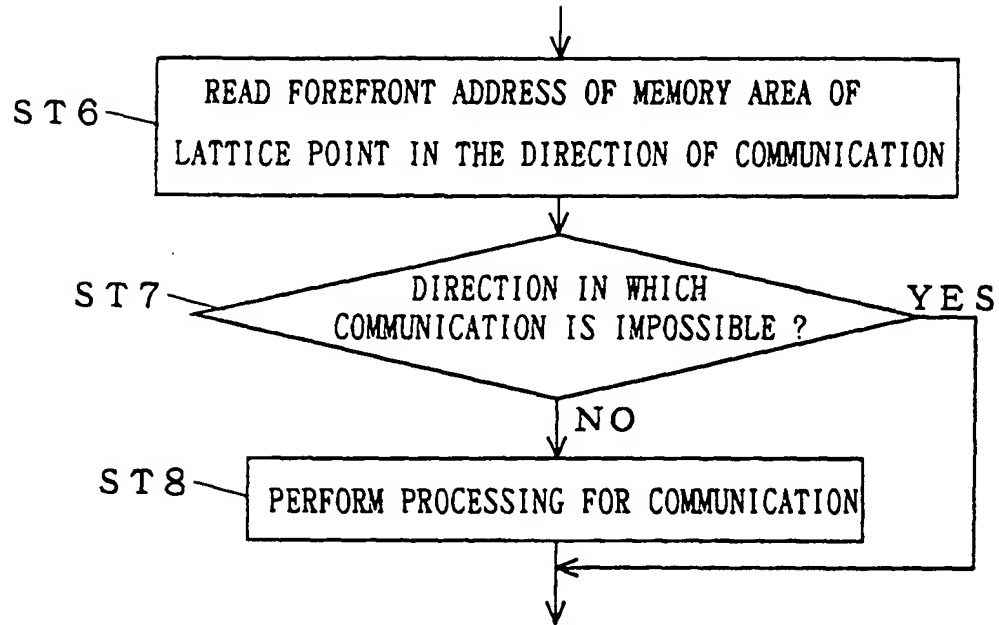 READ FOREFRONT ADDRESS OF MEMORY AREA OF
ST6
LATTICE POINT IN THE DIRECTION OF COMMUNICATION
ST7
DIRECTION IN WHICH
COMMUNICATION IS IMPOSSIBLE ?
YES
NO
ST8
PERFORM PROCESSING FOR COMMUNICATION